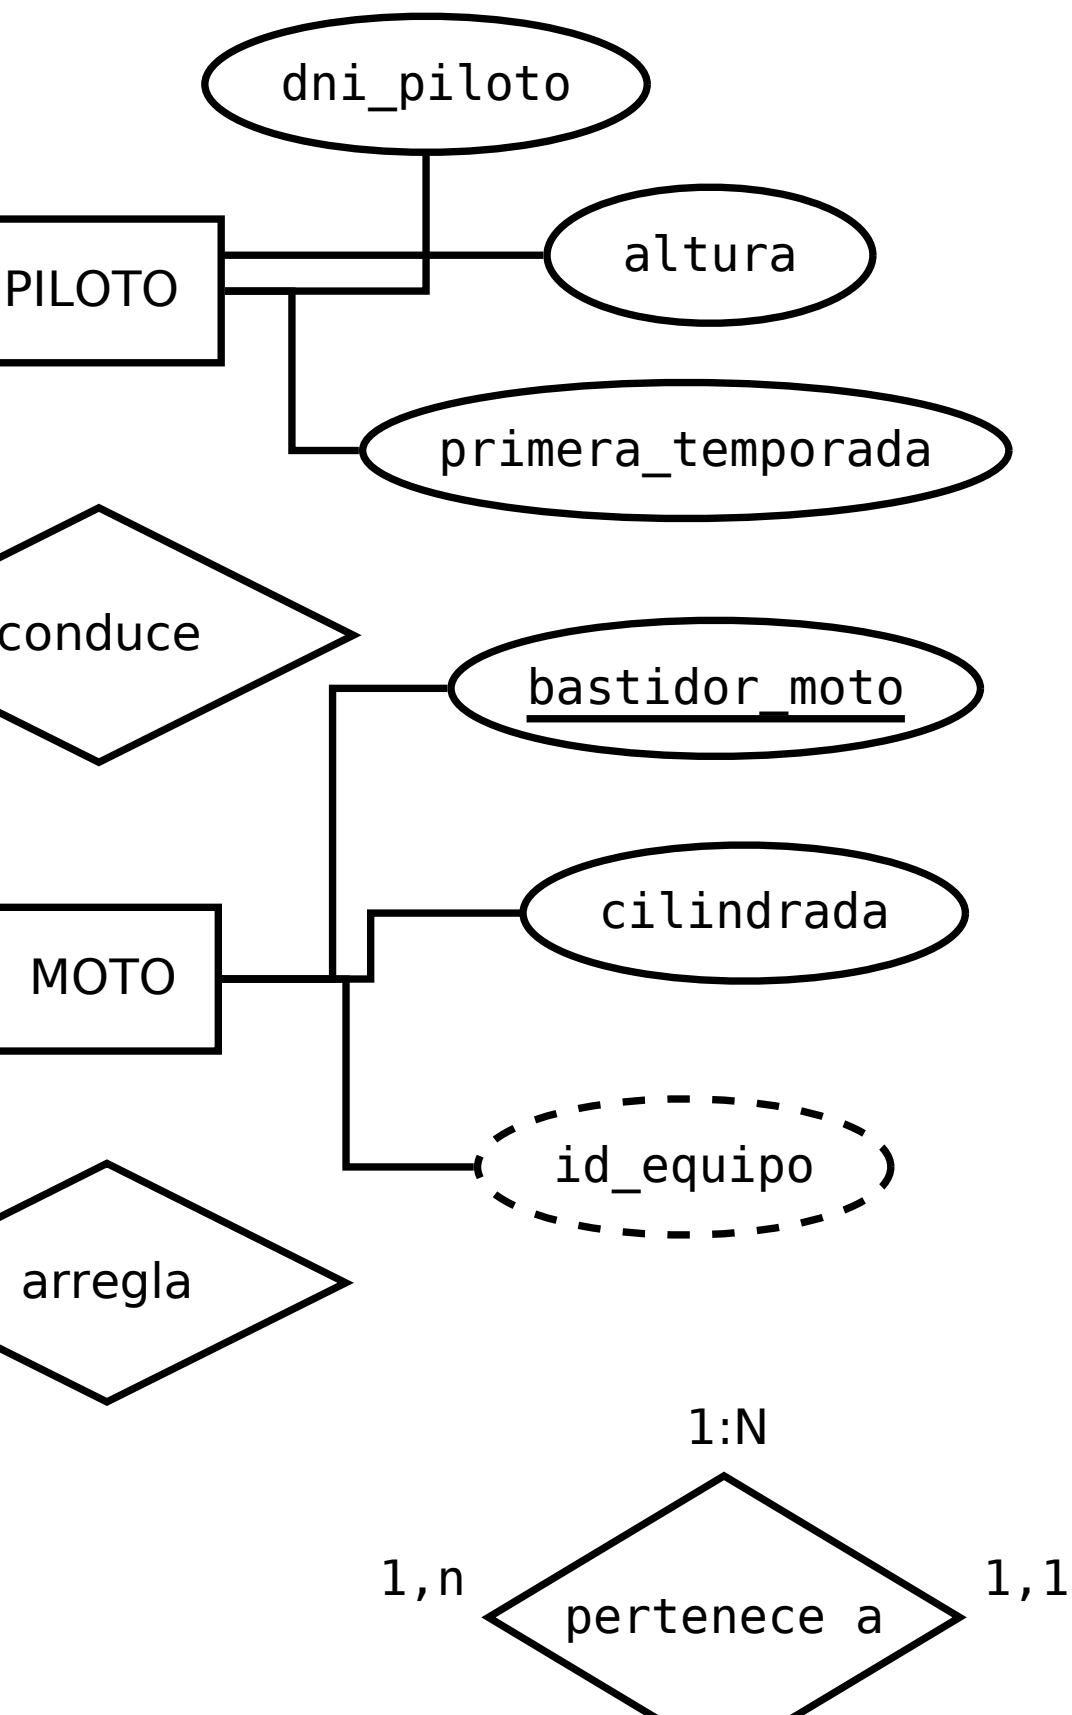 dni_piloto
altura
PILOTO
primera_temporada
conduce
bastidor_moto
cilindrada
MOTO
id_equipo
arregla
1:N
1,n
1,1
pertenece a